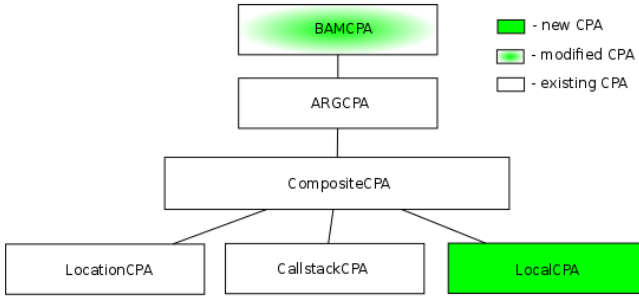 BAMCPA
- new CPA
- modified CPA
- existing CPA
ARGCPA
CompositeCPA
LocationCPA
CallstackCPA
LocalCPA